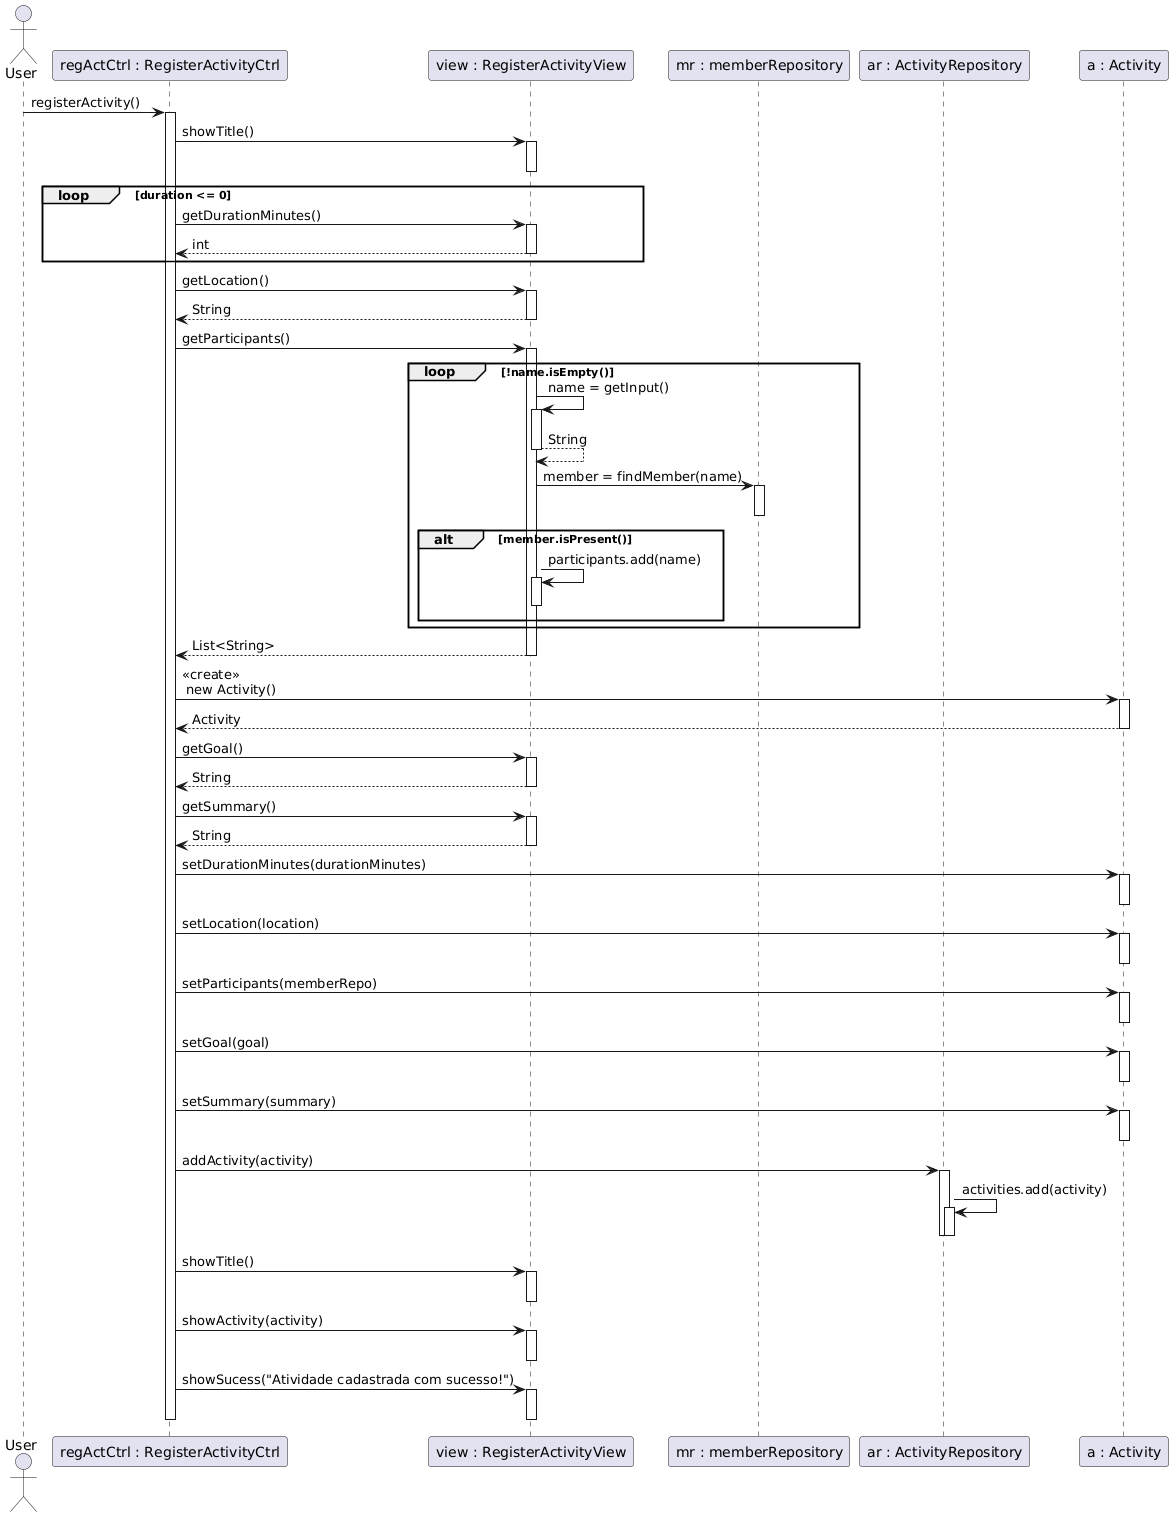 User
regActCtrl : RegisterActivityCtrl
view : RegisterActivityView
mr : memberRepository
ar : ActivityRepository
a : Activity
registerActivity()
showTitle()
loop
[duration <= 0]
getDurationMinutes()
int
getLocation()
String
getParticipants()
loop
[!name.isEmpty()]
name = getInput()
String
member = findMember(name)
alt
[member.isPresent()]
participants.add(name)
List<String>
«create»
new Activity()
Activity
getGoal()
String
getSummary()
String
setDurationMinutes(durationMinutes)
setLocation(location)
setParticipants(memberRepo)
setGoal(goal)
setSummary(summary)
addActivity(activity)
activities.add(activity)
showTitle()
showActivity(activity)
showSucess("Atividade cadastrada com sucesso!")
User
regActCtrl : RegisterActivityCtrl
view : RegisterActivityView
mr : memberRepository
ar : ActivityRepository
a : Activity